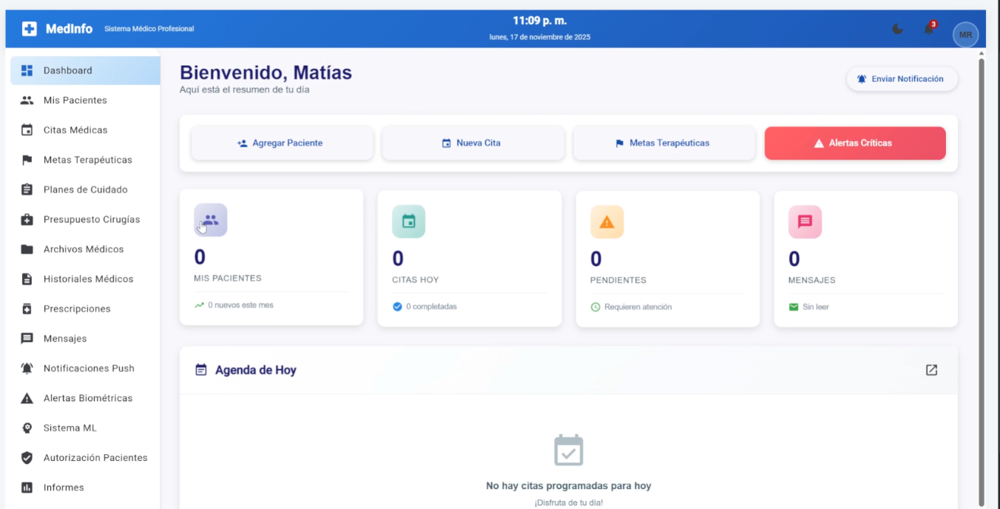 MedInfo Sistema Médico Profesional
11:09 p. m.
lunes, 17 de noviembre de 2025
3
MR
Dashboard
Mis Pacientes
Citas Médicas
Metas Terapéuticas
Planes de Cuidado
Presupuesto Cirugías
Archivos Médicos
Historiales Médicos
Prescripciones
Mensajes
Notificaciones Push
Alertas Biométricas
Sistema ML
Autorización Pacientes
Informes
Bienvenido, Matías
Aquí está el resumen de tu día
Enviar Notificación
Agregar Paciente
Nueva Cita
Metas Terapéuticas
Alertas Críticas
0
MIS PACIENTES
0 nuevos este mes
0
CITAS HOY
0 completadas
0
PENDIENTES
Requieren atención
0
MENSAJES
Sin leer
Agenda de Hoy
No hay citas programadas para hoy
¡Disfruta de tu día!